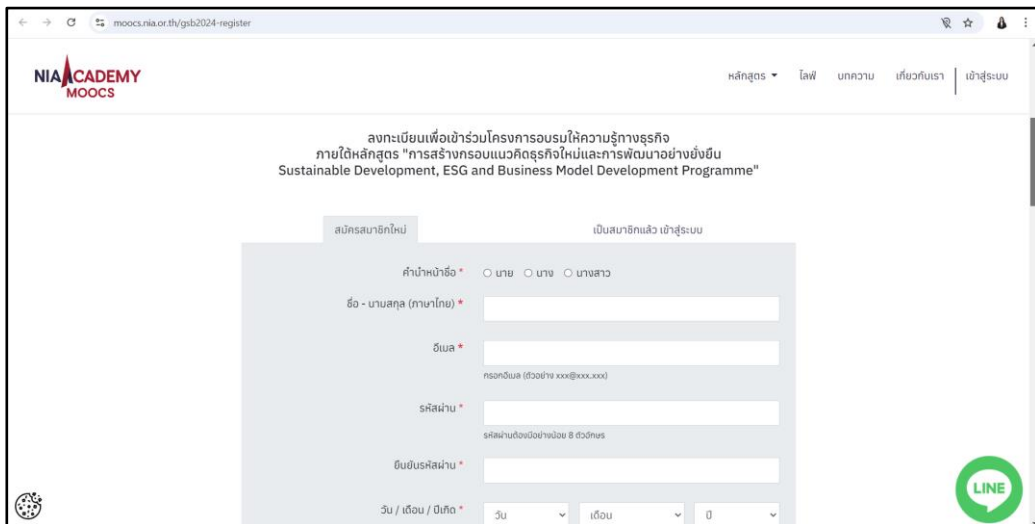 moocs.nia.or.th/gsb2024-register
NIA ACADEMY
MOOCS
หลักสูตร ไลฟ์ บทความ เกี่ยวกับเรา เข้าสู่ระบบ
ลงทะเบียนเพื่อเข้าร่วมโครงการอบรมให้ความรู้ทางธุรกิจ
ภายใต้หลักสูตร "การสร้างกรอบแนวคิดธุรกิจใหม่และการพัฒนาอย่างยั่งยืน
Sustainable Development, ESG and Business Model Development Programme"
สมัครสมาชิกใหม่ เป็นสมาชิกแล้ว เข้าสู่ระบบ
คำนำหน้าชื่อ * นาย นาง นางสาว
ชื่อ - นามสกุล (ภาษาไทย) *
อีเมล *
กรอกอีเมล (ตัวอย่าง xxx@xxx.xxx)
รหัสผ่าน *
รหัสผ่านต้องมีอย่างน้อย 8 ตัวอักษร
ยืนยันรหัสผ่าน *
วัน / เดือน / ปีเกิด * วัน เดือน ปี
LINE